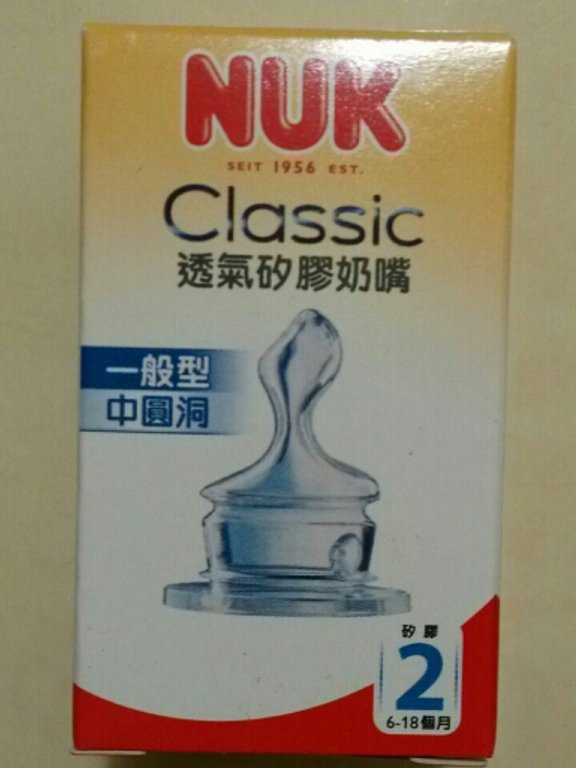 NUK
SEIT 1956 EST.
Classic
透氣矽膠奶嘴
一般型
中圓洞
矽膠
2
6-18個月